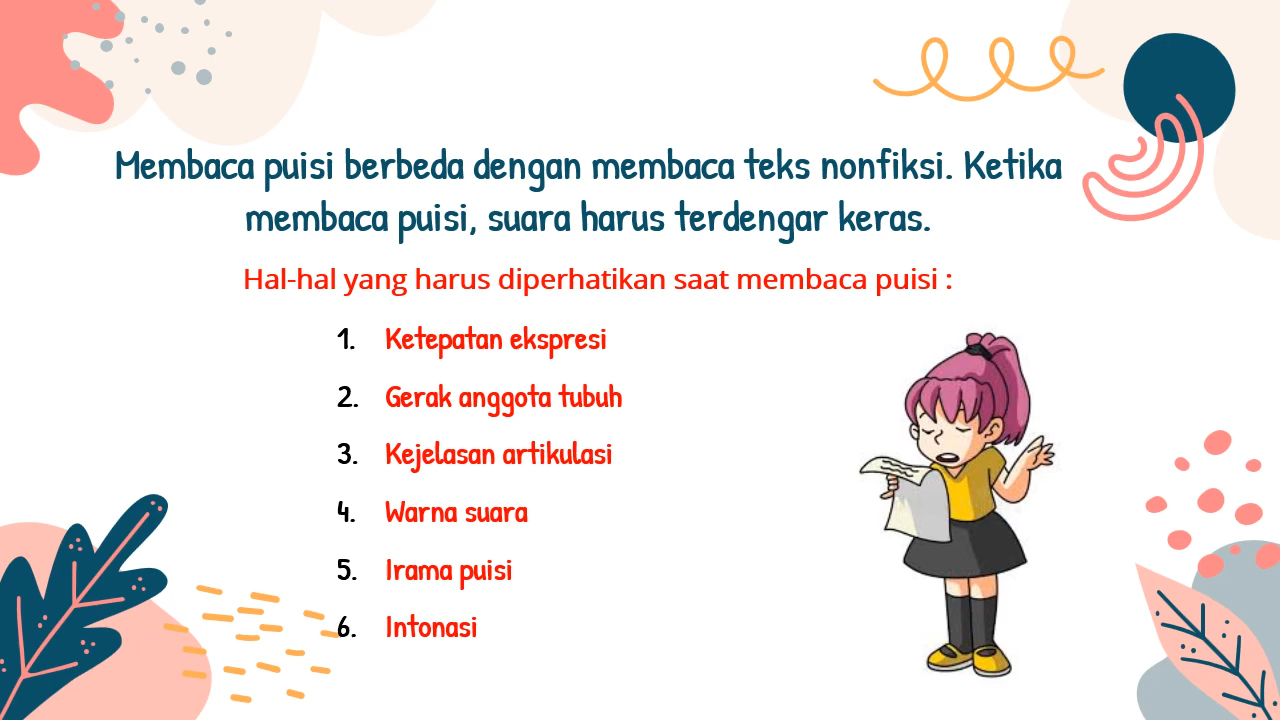 Membaca puisi berbeda dengan membaca teks nonfiksi. Ketika
membaca puisi, suara harus terdengar keras.
Hal-hal yang harus diperhatikan saat membaca puisi :
1. Ketepatan ekspresi
2. Gerak anggota tubuh
3. Kejelasan artikulasi
4. Warna suara
5. Irama puisi
6. Intonasi